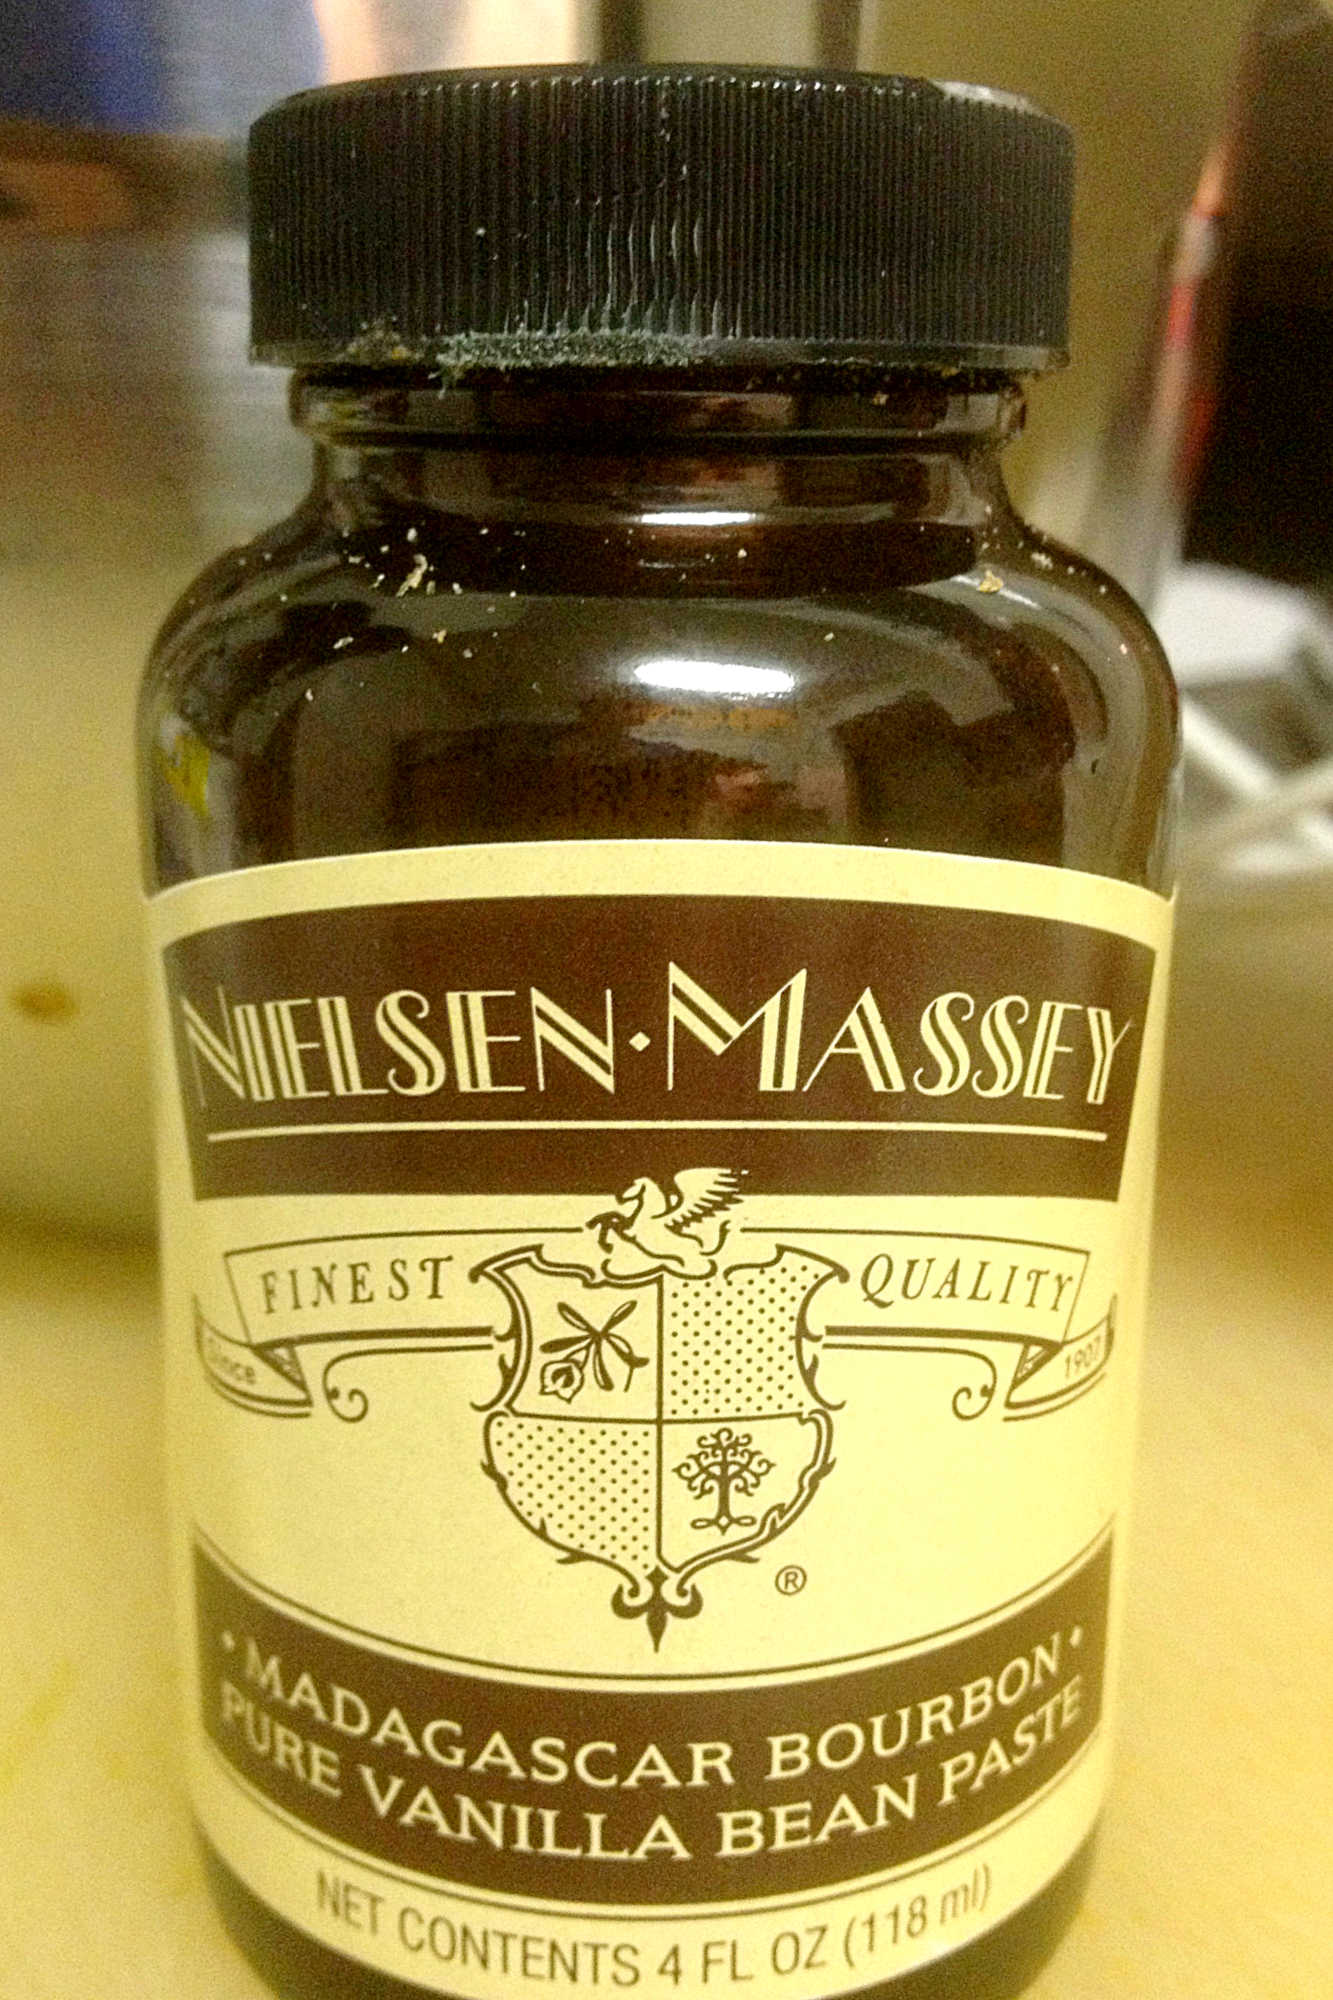 NIELSEN·MASSEY
FINEST QUALITY
Since 1907
®
· MADAGASCAR BOURBON ·
PURE VANILLA BEAN PASTE
NET CONTENTS 4 FL OZ (118 ml)